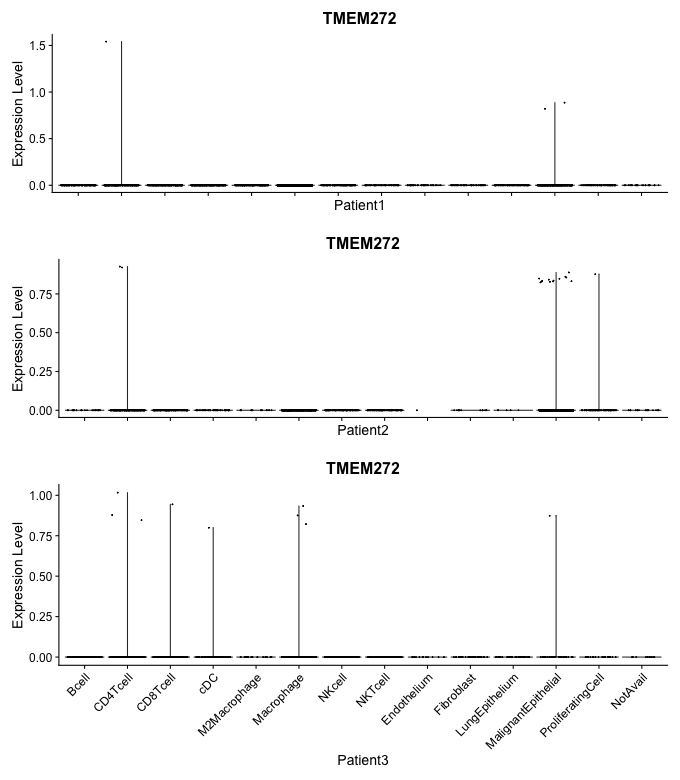 TMEM272
Expression Level
1.5
1.0
0.5
0.0
Patient1
TMEM272
Expression Level
0.75
0.50
0.25
0.00
Patient2
TMEM272
Expression Level
1.00
0.75
0.50
0.25
0.00
Bcell
CD4Tcell
CD8Tcell
cDC
M2Macrophage
Macrophage
NKcell
NKTcell
Endothelium
Fibroblast
LungEpithelium
MalignantEpithelial
ProliferatingCell
NotAvail
Patient3